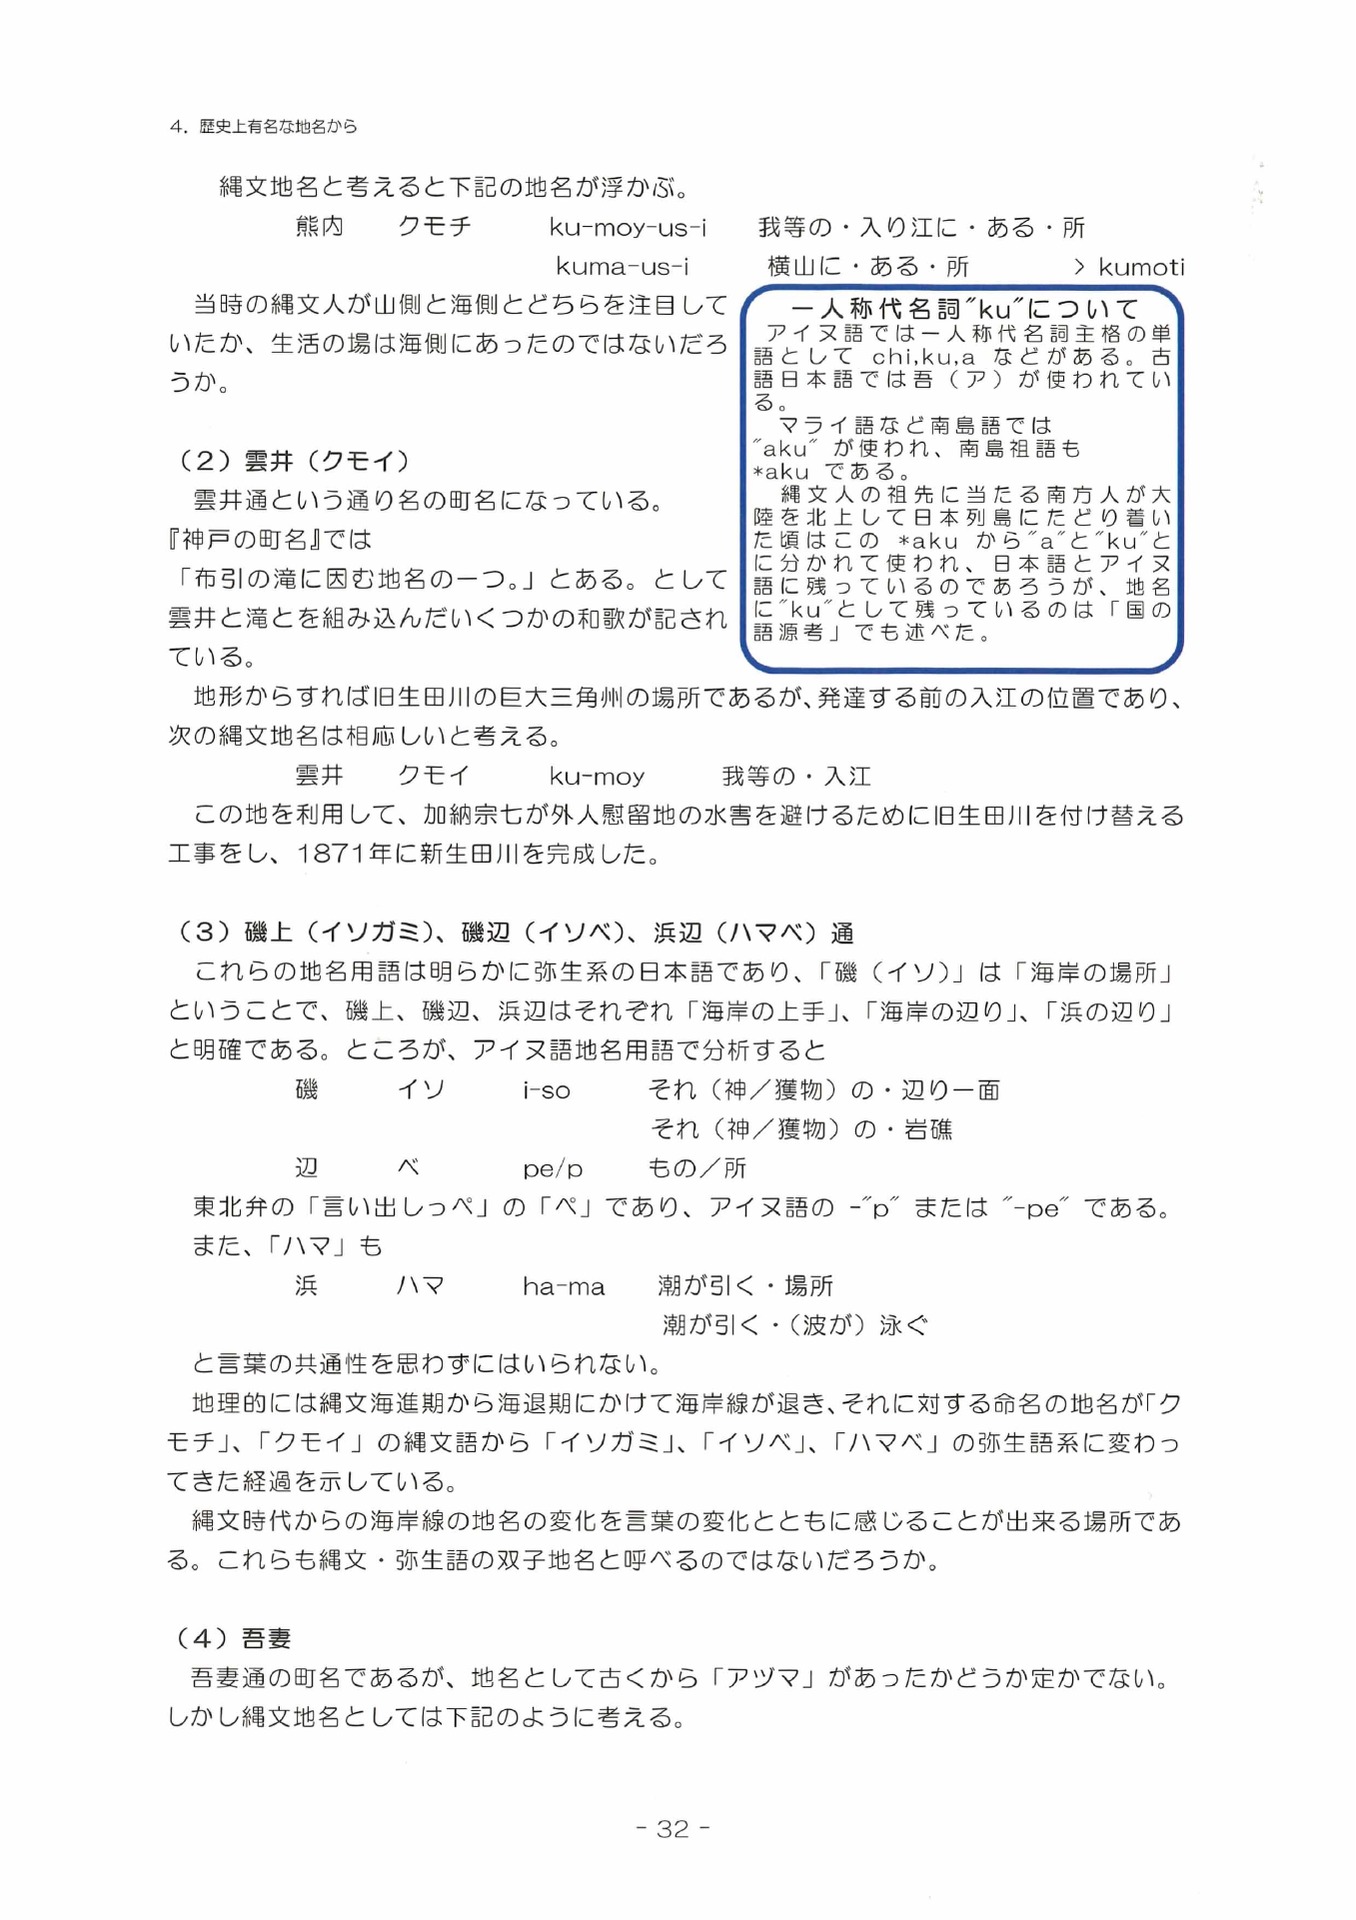 ４．歴史上有名な地名から
縄文地名と考えると下記の地名が浮かぶ。
熊内　クモチ　ku-moy-us-i　我等の・入り江に・ある・所
kuma-us-i　横山に・ある・所　> kumoti
当時の縄文人が山側と海側とどちらを注目して
いたか、生活の場は海側にあったのではないだろ
うか。
（２）雲井（クモイ）
雲井通という通り名の町名になっている。
『神戸の町名』では
「布引の滝に因む地名の一つ。」とある。として
雲井と滝とを組み込んだいくつかの和歌が記され
ている。
一人称代名詞″ku″について
アイヌ語では一人称代名詞主格の単
語として chi,ku,a などがある。古
語日本語では吾（ア）が使われてい
る。
マライ語など南島語では
″aku″ が使われ、南島祖語も
*aku である。
縄文人の祖先に当たる南方人が大
陸を北上して日本列島にたどり着い
た頃はこの *aku から″a″と″ku″と
に分かれて使われ、日本語とアイヌ
語に残っているのであろうが、地名
に″ku″として残っているのは「国の
語源考」でも述べた。
地形からすれば旧生田川の巨大三角州の場所であるが、発達する前の入江の位置であり、
次の縄文地名は相応しいと考える。
雲井　クモイ　ku-moy　我等の・入江
この地を利用して、加納宗七が外人慰留地の水害を避けるために旧生田川を付け替える
工事をし、1871年に新生田川を完成した。
（３）磯上（イソガミ）、磯辺（イソベ）、浜辺（ハマベ）通
これらの地名用語は明らかに弥生系の日本語であり、「磯（イソ）」は「海岸の場所」
ということで、磯上、磯辺、浜辺はそれぞれ「海岸の上手」、「海岸の辺り」、「浜の辺り」
と明確である。ところが、アイヌ語地名用語で分析すると
磯　イソ　i-so　それ（神／獲物）の・辺り一面
それ（神／獲物）の・岩礁
辺　ベ　pe/p　もの／所
東北弁の「言い出しっぺ」の「ペ」であり、アイヌ語の -″p″ または ″-pe″ である。
また、「ハマ」も
浜　ハマ　ha-ma　潮が引く・場所
潮が引く・（波が）泳ぐ
と言葉の共通性を思わずにはいられない。
地理的には縄文海進期から海退期にかけて海岸線が退き、それに対する命名の地名が「ク
モチ」、「クモイ」の縄文語から「イソガミ」、「イソベ」、「ハマベ」の弥生語系に変わっ
てきた経過を示している。
縄文時代からの海岸線の地名の変化を言葉の変化とともに感じることが出来る場所であ
る。これらも縄文・弥生語の双子地名と呼べるのではないだろうか。
（４）吾妻
吾妻通の町名であるが、地名として古くから「アヅマ」があったかどうか定かでない。
しかし縄文地名としては下記のように考える。
- 32 -